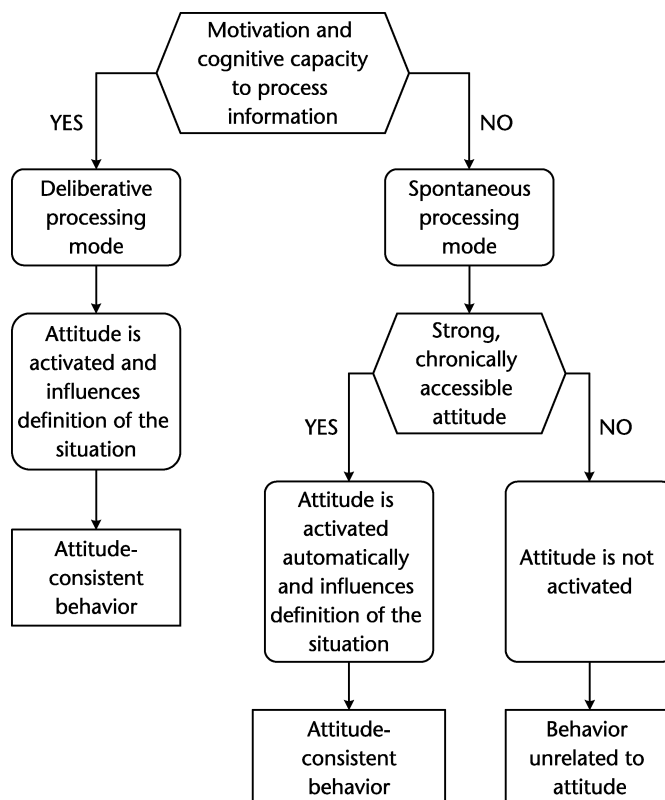 Motivation and
cognitive capacity
to process
information
YES
NO
Deliberative
processing
mode
Spontaneous
processing
mode
Attitude is
activated and
influences
definition of the
situation
Strong,
chronically
accessible
attitude
YES
NO
Attitude-
consistent
behavior
Attitude is
activated
automatically
and influences
definition of the
situation
Attitude is not
activated
Attitude-
consistent
behavior
Behavior
unrelated to
attitude